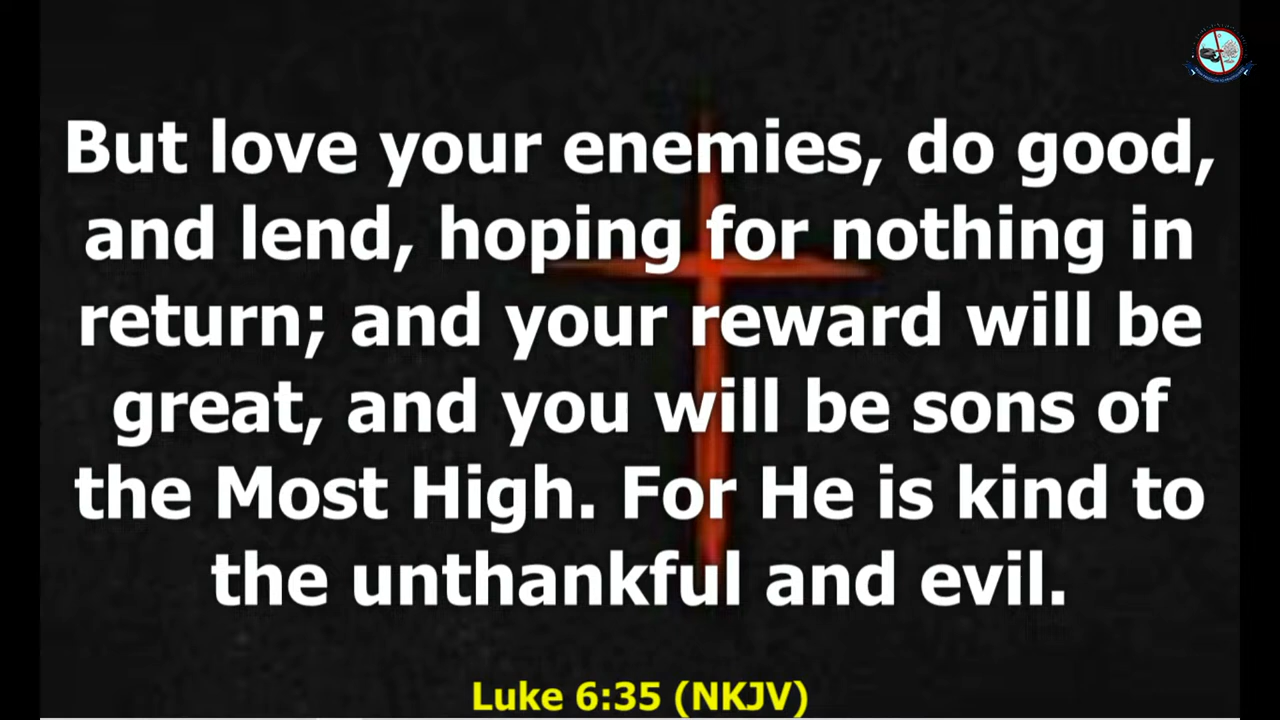 But love your enemies, do good,
and lend, hoping for nothing in
return; and your reward will be
great, and you will be sons of
the Most High. For He is kind to
the unthankful and evil.
Luke 6:35 (NKJV)